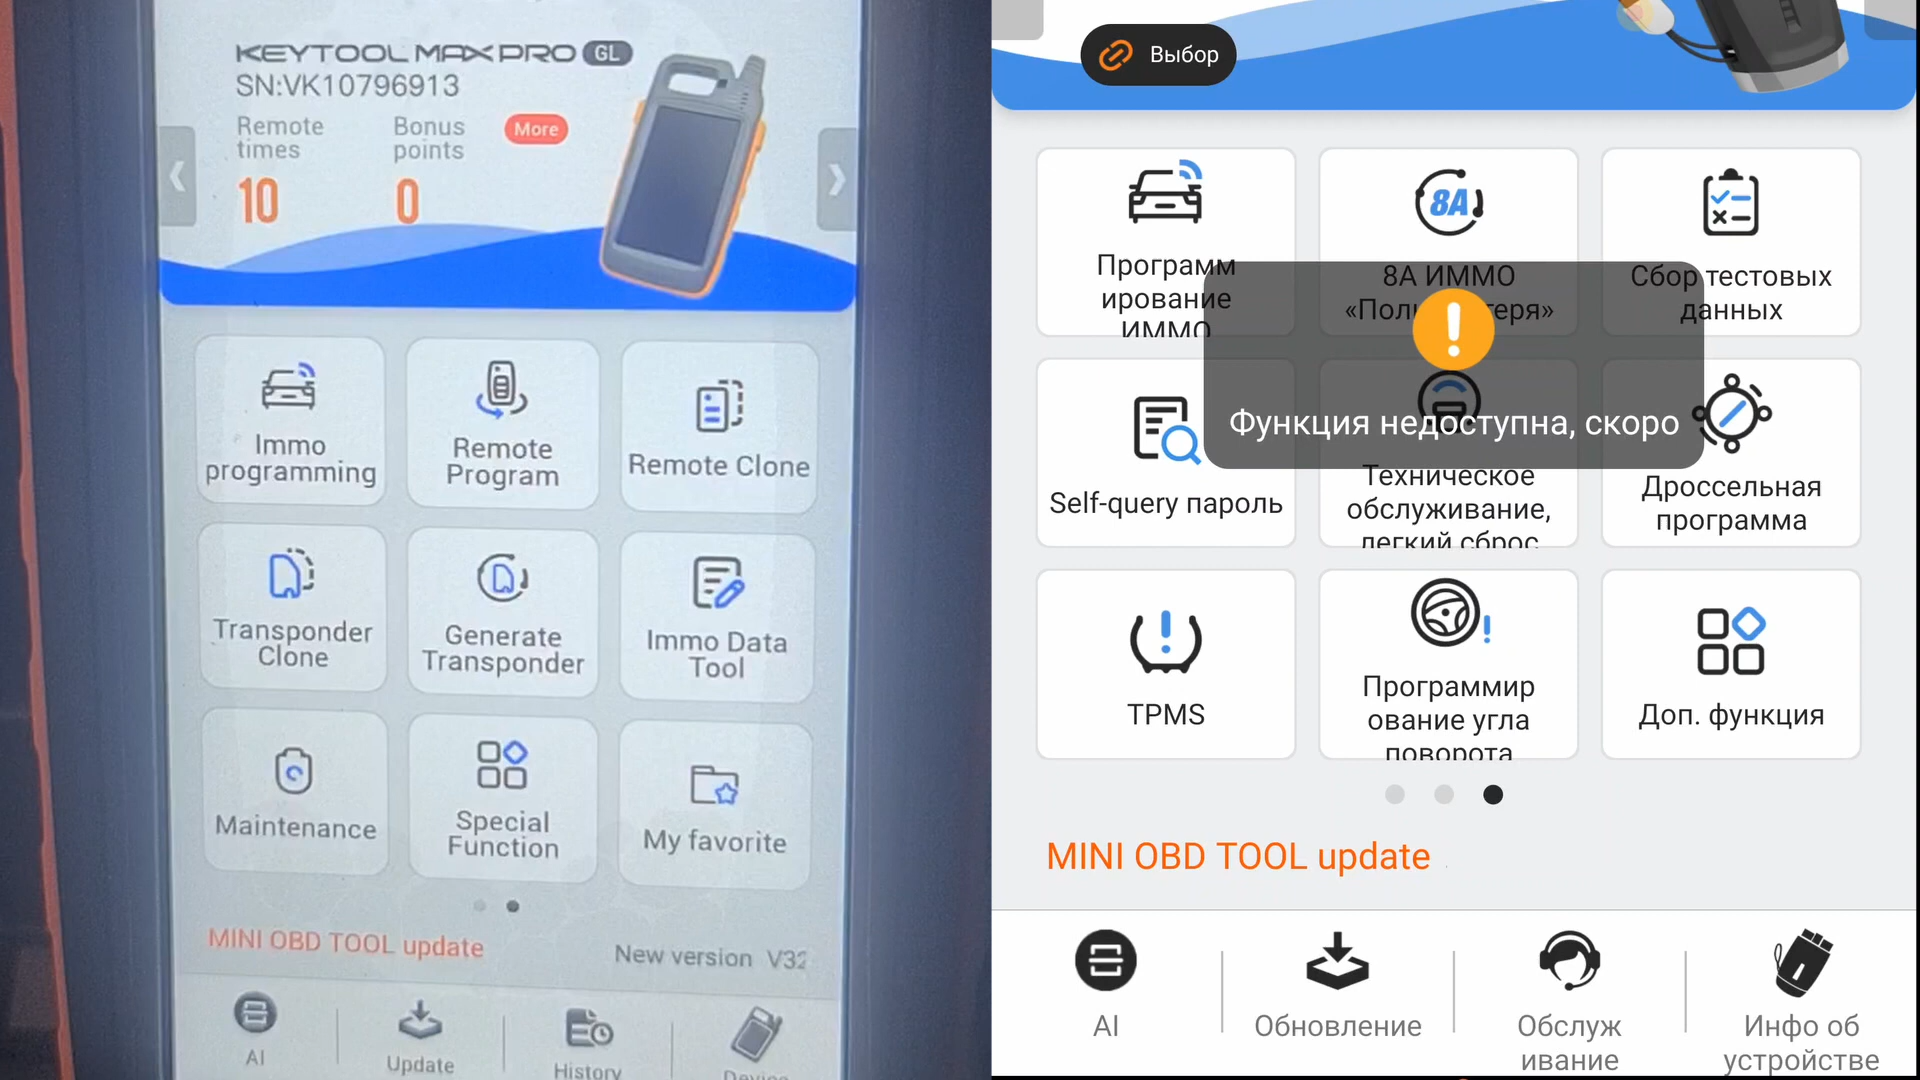 KEYTOOL MAX PRO GL
SN:VK10796913
Remote times
Bonus points
More
10
0
Immo programming
Remote Program
Remote Clone
Transponder Clone
Generate Transponder
Immo Data Tool
Maintenance
Special Function
My favorite
MINI OBD TOOL update
New version V32
AI
Update
History
Выбор
Программ
ирование
ИММО
8A
8A ИММО
Сбор тестовых
данных
Функция недоступна, скоро
Self-query пароль
Техническое
обслуживание,
легкий сброс
Дроссельная
программа
TPMS
Программир
ование угла
поворота
Доп. функция
MINI OBD TOOL update
AI
Обновление
Обслуж
ивание
Инфо об
устройстве